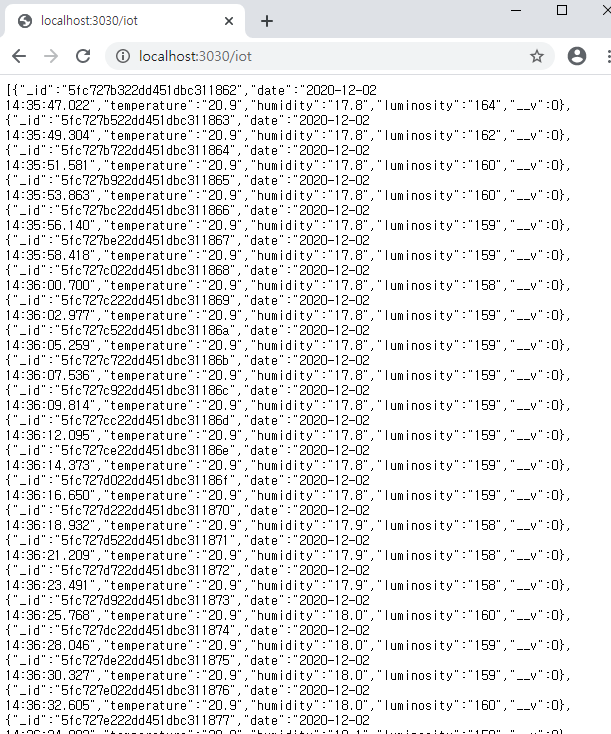 localhost:3030/iot
localhost:3030/iot
[{"_id":"5fc727b322dd451dbc311862","date":"2020-12-02
14:35:47.022","temperature":"20.9","humidity":"17.8","luminosity":"164","__v":0},
{"_id":"5fc727b522dd451dbc311863","date":"2020-12-02
14:35:49.304","temperature":"20.9","humidity":"17.8","luminosity":"162","__v":0},
{"_id":"5fc727b722dd451dbc311864","date":"2020-12-02
14:35:51.581","temperature":"20.9","humidity":"17.8","luminosity":"160","__v":0},
{"_id":"5fc727b922dd451dbc311865","date":"2020-12-02
14:35:53.863","temperature":"20.9","humidity":"17.8","luminosity":"160","__v":0},
{"_id":"5fc727bc22dd451dbc311866","date":"2020-12-02
14:35:56.140","temperature":"20.9","humidity":"17.8","luminosity":"159","__v":0},
{"_id":"5fc727be22dd451dbc311867","date":"2020-12-02
14:35:58.418","temperature":"20.9","humidity":"17.8","luminosity":"159","__v":0},
{"_id":"5fc727c022dd451dbc311868","date":"2020-12-02
14:36:00.700","temperature":"20.9","humidity":"17.8","luminosity":"158","__v":0},
{"_id":"5fc727c222dd451dbc311869","date":"2020-12-02
14:36:02.977","temperature":"20.9","humidity":"17.8","luminosity":"159","__v":0},
{"_id":"5fc727c522dd451dbc31186a","date":"2020-12-02
14:36:05.259","temperature":"20.9","humidity":"17.8","luminosity":"159","__v":0},
{"_id":"5fc727c722dd451dbc31186b","date":"2020-12-02
14:36:07.536","temperature":"20.9","humidity":"17.8","luminosity":"159","__v":0},
{"_id":"5fc727c922dd451dbc31186c","date":"2020-12-02
14:36:09.814","temperature":"20.9","humidity":"17.8","luminosity":"159","__v":0},
{"_id":"5fc727cc22dd451dbc31186d","date":"2020-12-02
14:36:12.095","temperature":"20.9","humidity":"17.8","luminosity":"159","__v":0},
{"_id":"5fc727ce22dd451dbc31186e","date":"2020-12-02
14:36:14.373","temperature":"20.9","humidity":"17.8","luminosity":"159","__v":0},
{"_id":"5fc727d022dd451dbc31186f","date":"2020-12-02
14:36:16.650","temperature":"20.9","humidity":"17.8","luminosity":"159","__v":0},
{"_id":"5fc727d222dd451dbc311870","date":"2020-12-02
14:36:18.932","temperature":"20.9","humidity":"17.9","luminosity":"158","__v":0},
{"_id":"5fc727d522dd451dbc311871","date":"2020-12-02
14:36:21.209","temperature":"20.9","humidity":"17.9","luminosity":"158","__v":0},
{"_id":"5fc727d722dd451dbc311872","date":"2020-12-02
14:36:23.491","temperature":"20.9","humidity":"17.9","luminosity":"158","__v":0},
{"_id":"5fc727d922dd451dbc311873","date":"2020-12-02
14:36:25.768","temperature":"20.9","humidity":"18.0","luminosity":"160","__v":0},
{"_id":"5fc727dc22dd451dbc311874","date":"2020-12-02
14:36:28.046","temperature":"20.9","humidity":"18.0","luminosity":"159","__v":0},
{"_id":"5fc727de22dd451dbc311875","date":"2020-12-02
14:36:30.327","temperature":"20.9","humidity":"18.0","luminosity":"159","__v":0},
{"_id":"5fc727e022dd451dbc311876","date":"2020-12-02
14:36:32.605","temperature":"20.9","humidity":"18.0","luminosity":"160","__v":0},
{"_id":"5fc727e222dd451dbc311877","date":"2020-12-02